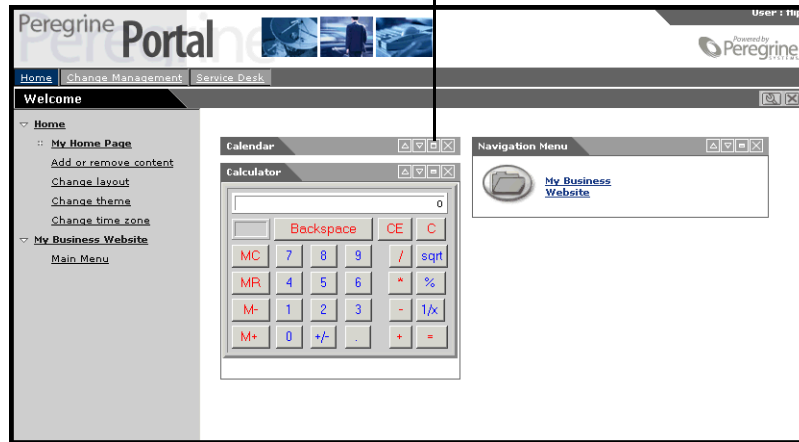 User : flip
Peregrine Portal
Powered by
Peregrine
SYSTEMS
Home
Change Management
Service Desk
Welcome
Home
My Home Page
Add or remove content
Change layout
Change theme
Change time zone
My Business Website
Main Menu
Calendar
Calculator
0
Backspace CE C
MC 7 8 9 / sqrt
MR 4 5 6 * %
M- 1 2 3 - 1/x
M+ 0 +/- . + =
Navigation Menu
My Business
Website